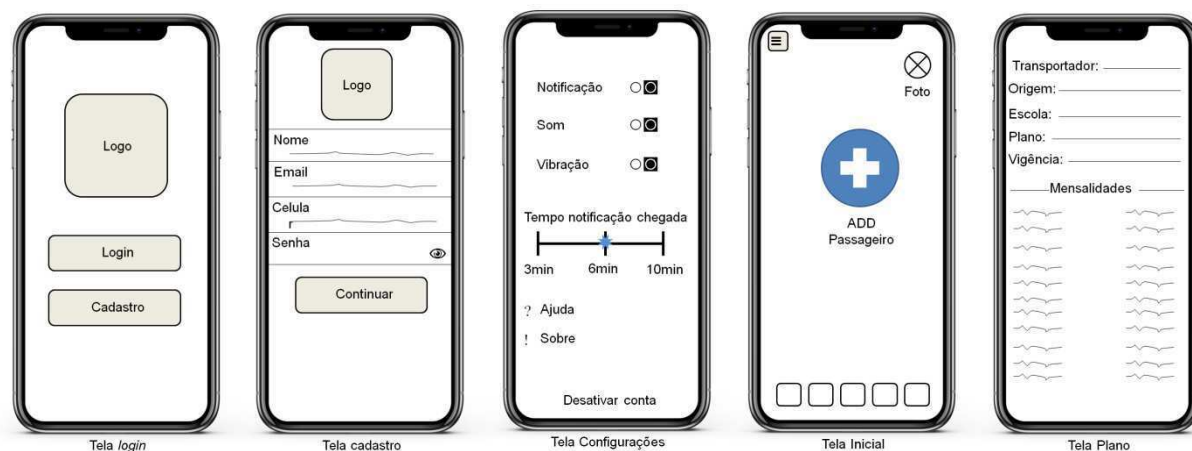 Logo
Login
Cadastro
Tela login
Logo
Nome
Email
Celula
r
Senha
Continuar
Tela cadastro
Notificação
Som
Vibração
Tempo notificação chegada
3min 6min 10min
? Ajuda
! Sobre
Desativar conta
Tela Configurações
Foto
ADD
Passageiro
Tela Inicial
Transportador:
Origem:
Escola:
Plano:
Vigência:
Mensalidades
Tela Plano